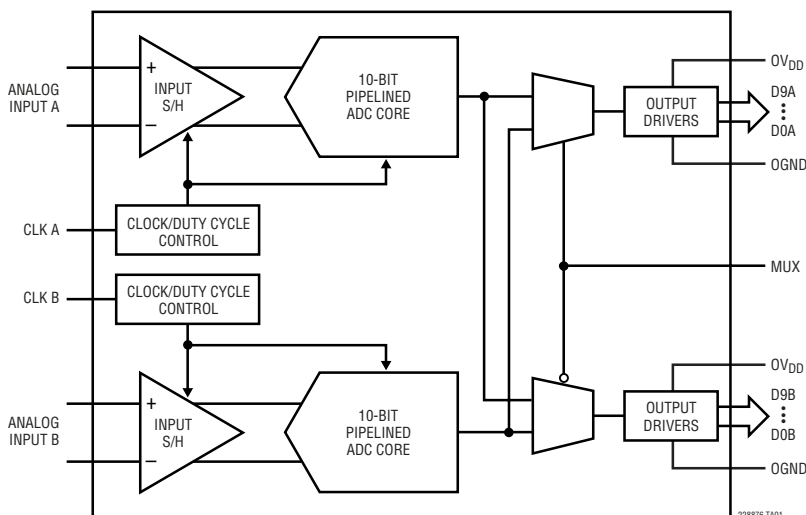 ANALOG
INPUT A
+
−
INPUT
S/H
10-BIT
PIPELINED
ADC CORE
OUTPUT
DRIVERS
OVDD
D9A
D0A
OGND
CLK A
CLOCK/DUTY CYCLE
CONTROL
MUX
CLK B
CLOCK/DUTY CYCLE
CONTROL
ANALOG
INPUT B
+
−
INPUT
S/H
10-BIT
PIPELINED
ADC CORE
OUTPUT
DRIVERS
OVDD
D9B
D0B
OGND
228876 TA01